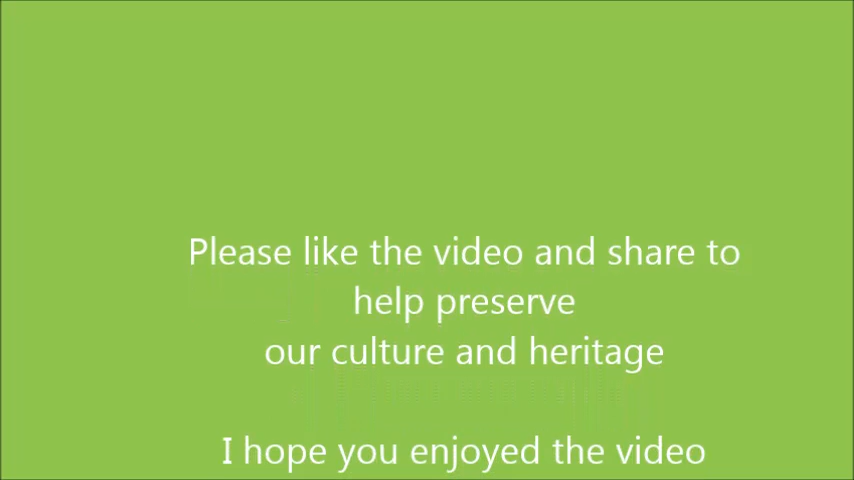 Please like the video and share to
help preserve
our culture and heritage
I hope you enjoyed the video